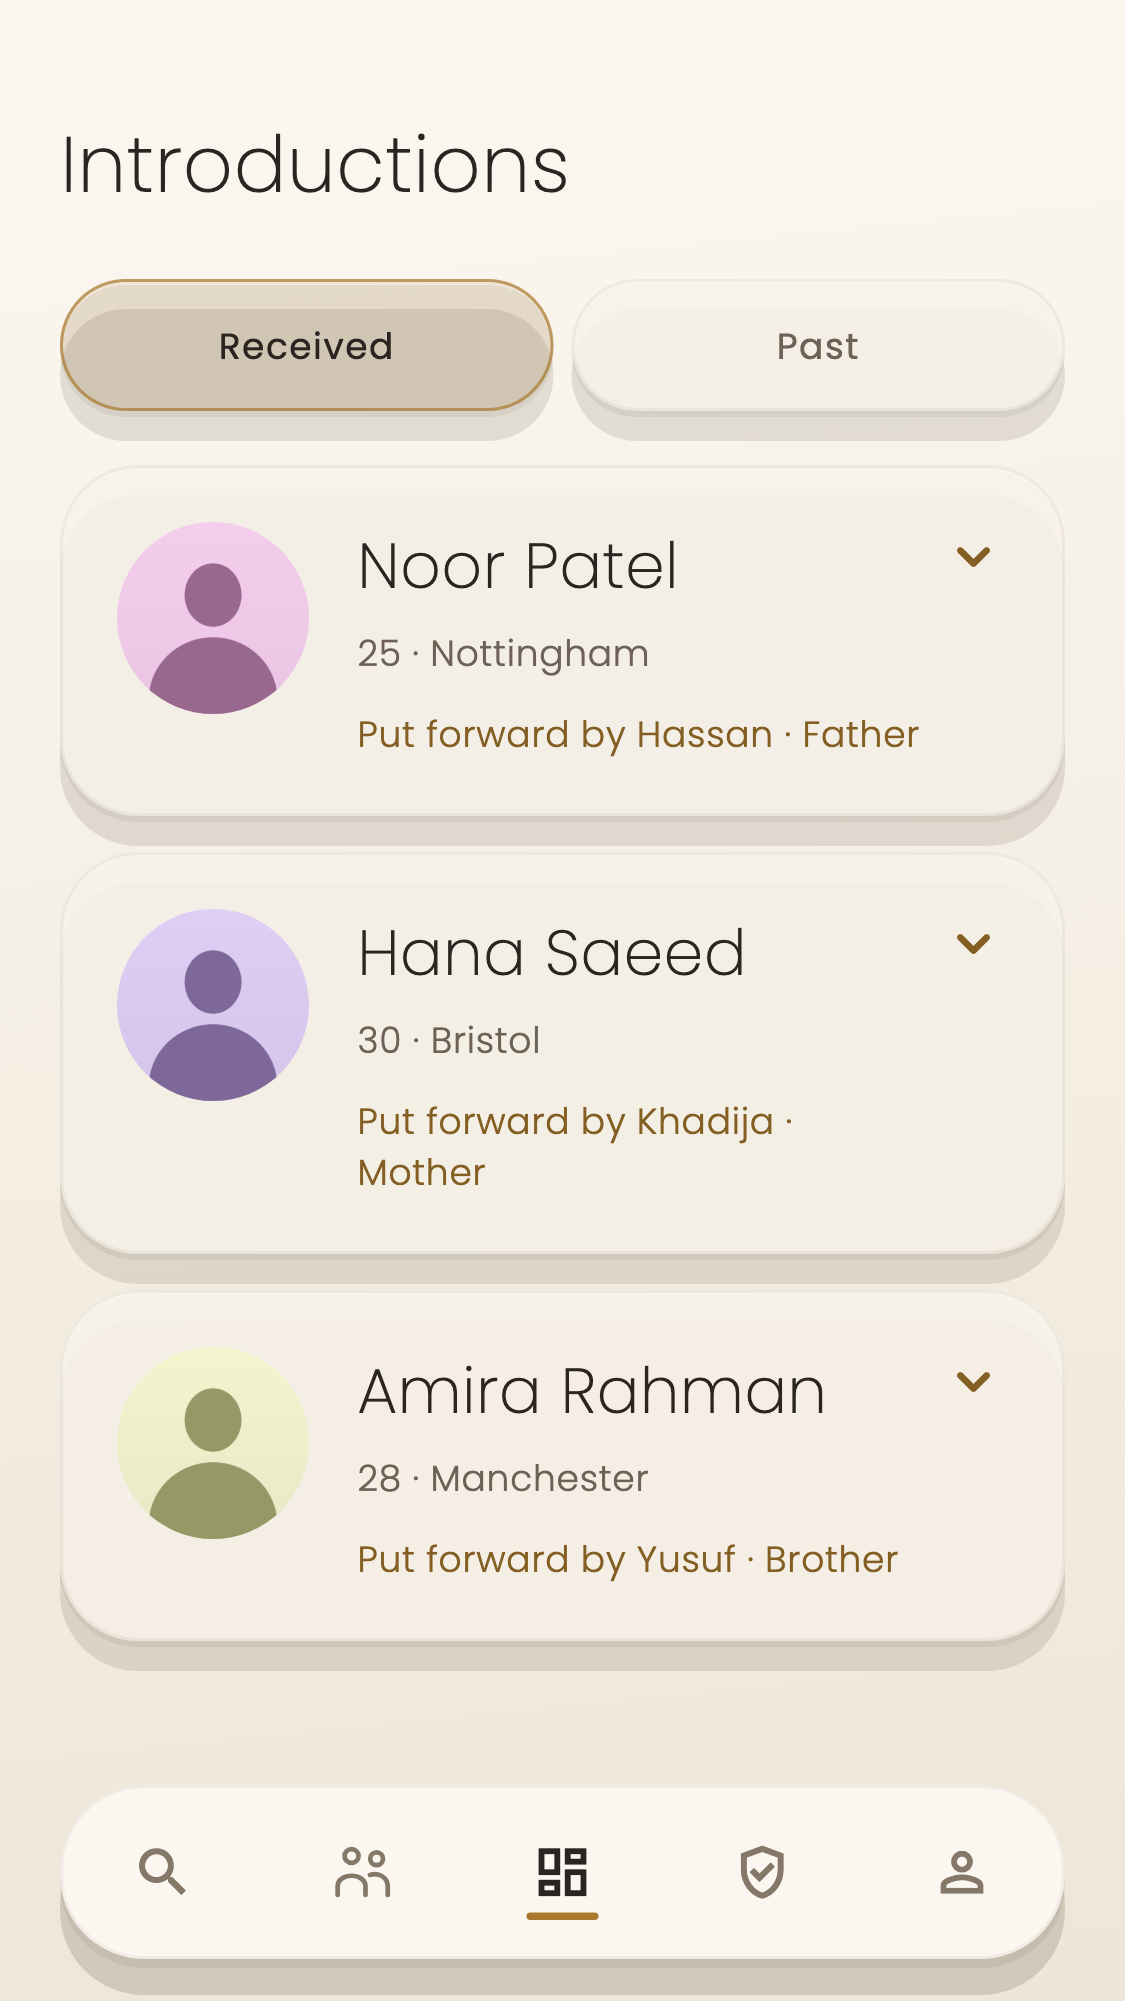 Introductions
Received
Past
Noor Patel
25 · Nottingham
Put forward by Hassan · Father
Hana Saeed
30 · Bristol
Put forward by Khadija ·
Mother
Amira Rahman
28 · Manchester
Put forward by Yusuf · Brother